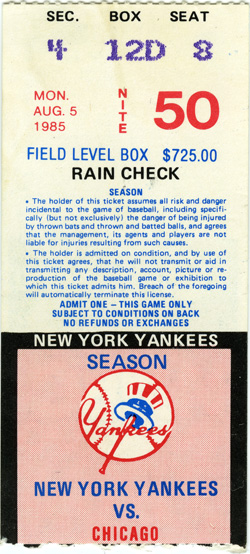 SEC. BOX SEAT
4 12D 8
MON.
AUG. 5
1985
NITE
50
FIELD LEVEL BOX $725.00
RAIN CHECK
SEASON
• The holder of this ticket assumes all risk and danger
incidental to the game of baseball, including specifi-
cally (but not exclusively) the danger of being injured
by thrown bats and thrown and batted balls, and agrees
that the management, its agents and players are not
liable for injuries resulting from such causes.
• The holder is admitted on condition, and by use of
this ticket agrees, that he will not transmit or aid in
transmitting any description, account, picture or re-
production of the baseball game or exhibition to
which this ticket admits him. Breach of the foregoing
will automatically terminate this license.
ADMIT ONE – THIS GAME ONLY
SUBJECT TO CONDITIONS ON BACK
NO REFUNDS OR EXCHANGES
NEW YORK YANKEES
SEASON
Yankees
NEW YORK YANKEES
VS.
CHICAGO